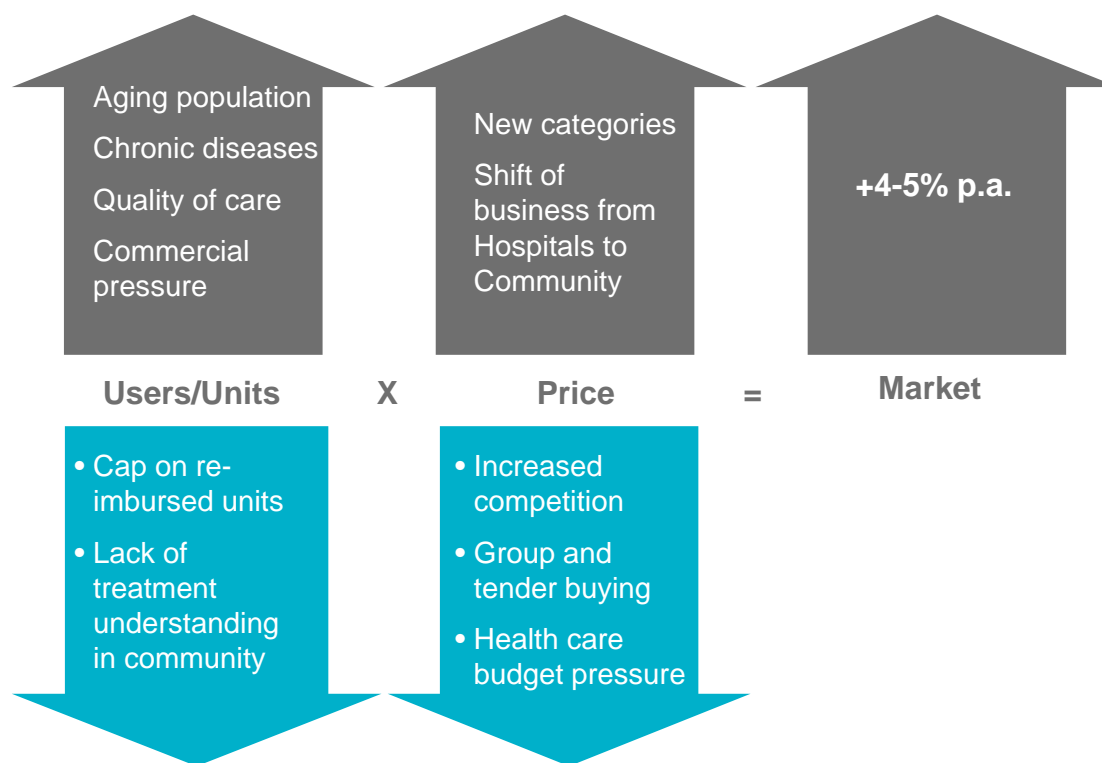 Aging population
Chronic diseases
Quality of care
Commercial
pressure
New categories
Shift of
business from
Hospitals to
Community
+4-5% p.a.
Users/Units X Price = Market
• Cap on re-
imbursed units
• Lack of
treatment
understanding
in community
• Increased
competition
• Group and
tender buying
• Health care
budget pressure